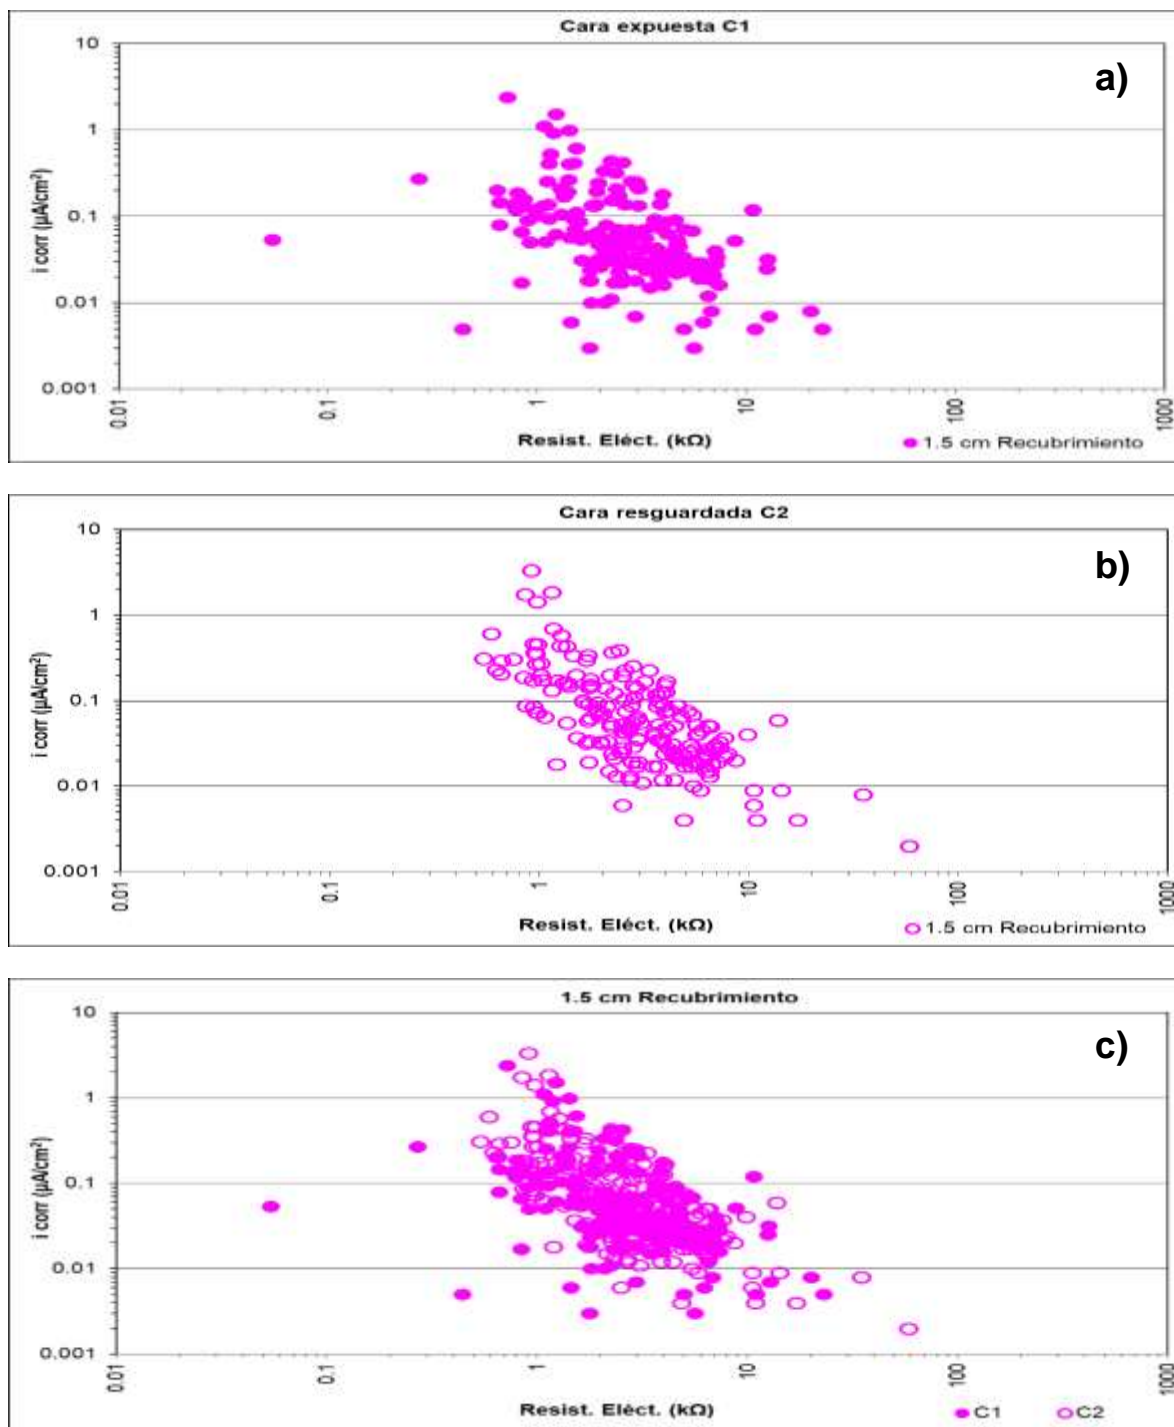 Cara expuesta C1
a)
10
1
0.1
0.01
0.001
i corr (µA/cm²)
0.01
0.1
1
10
100
1000
Resist. Eléct. (kΩ)
1.5 cm Recubrimiento
Cara resguardada C2
b)
10
1
0.1
0.01
0.001
i corr (µA/cm²)
0.01
0.1
1
10
100
1000
Resist. Eléct. (kΩ)
1.5 cm Recubrimiento
1.5 cm Recubrimiento
c)
10
1
0.1
0.01
0.001
i corr (µA/cm²)
0.01
0.1
1
10
100
1000
Resist. Eléct. (kΩ)
C1
C2